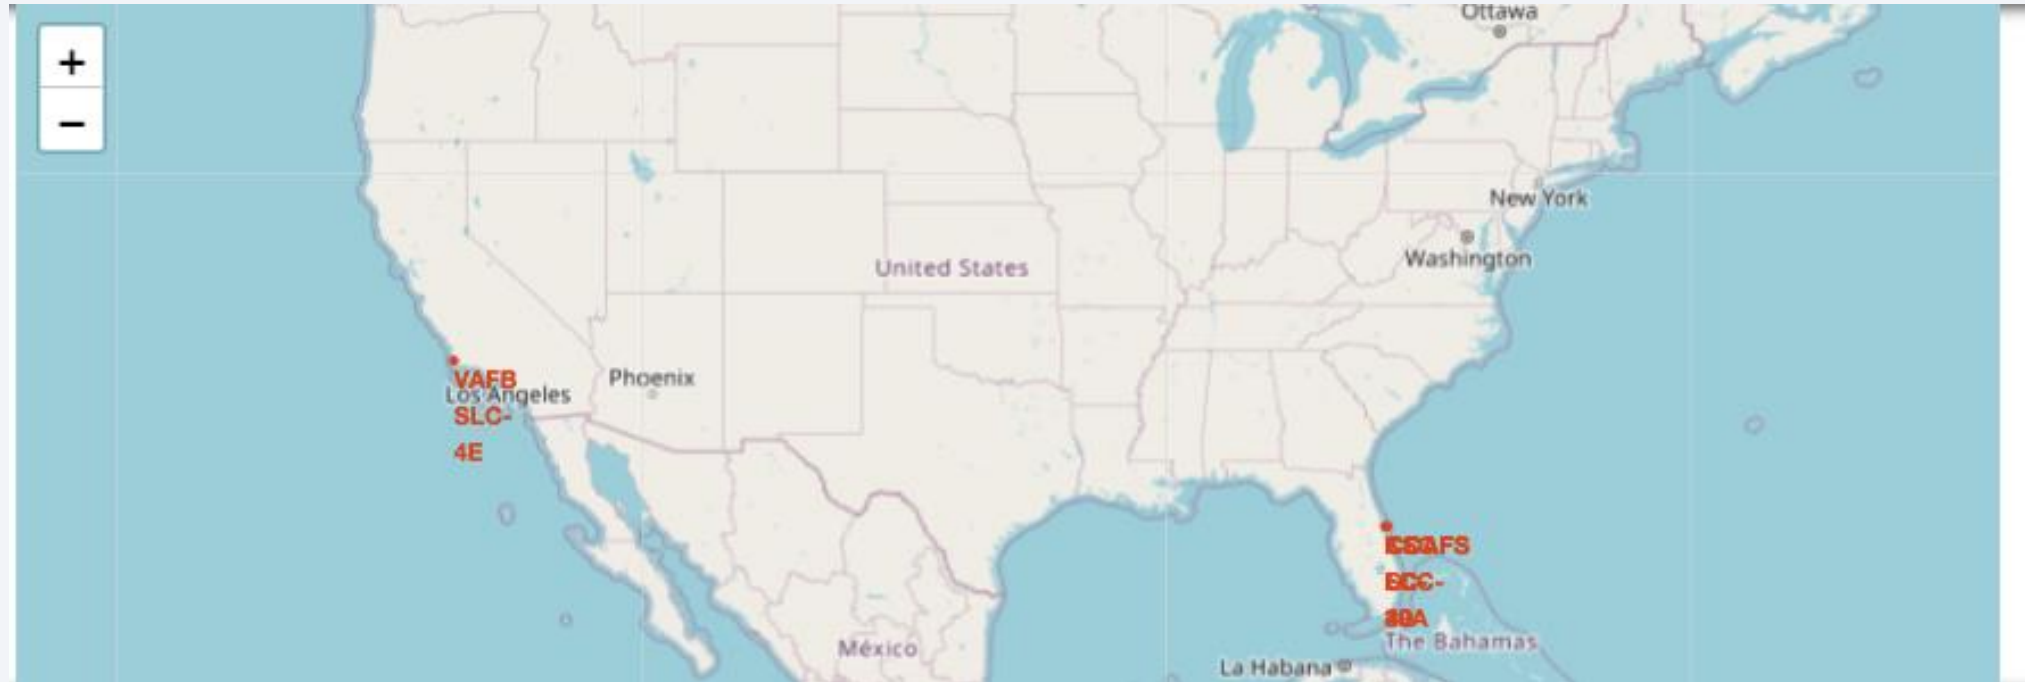 +
−
Ottawa
New York
Washington
United States
VAFB
Los Angeles
SLC-
4E
Phoenix
México
The Bahamas
La Habana